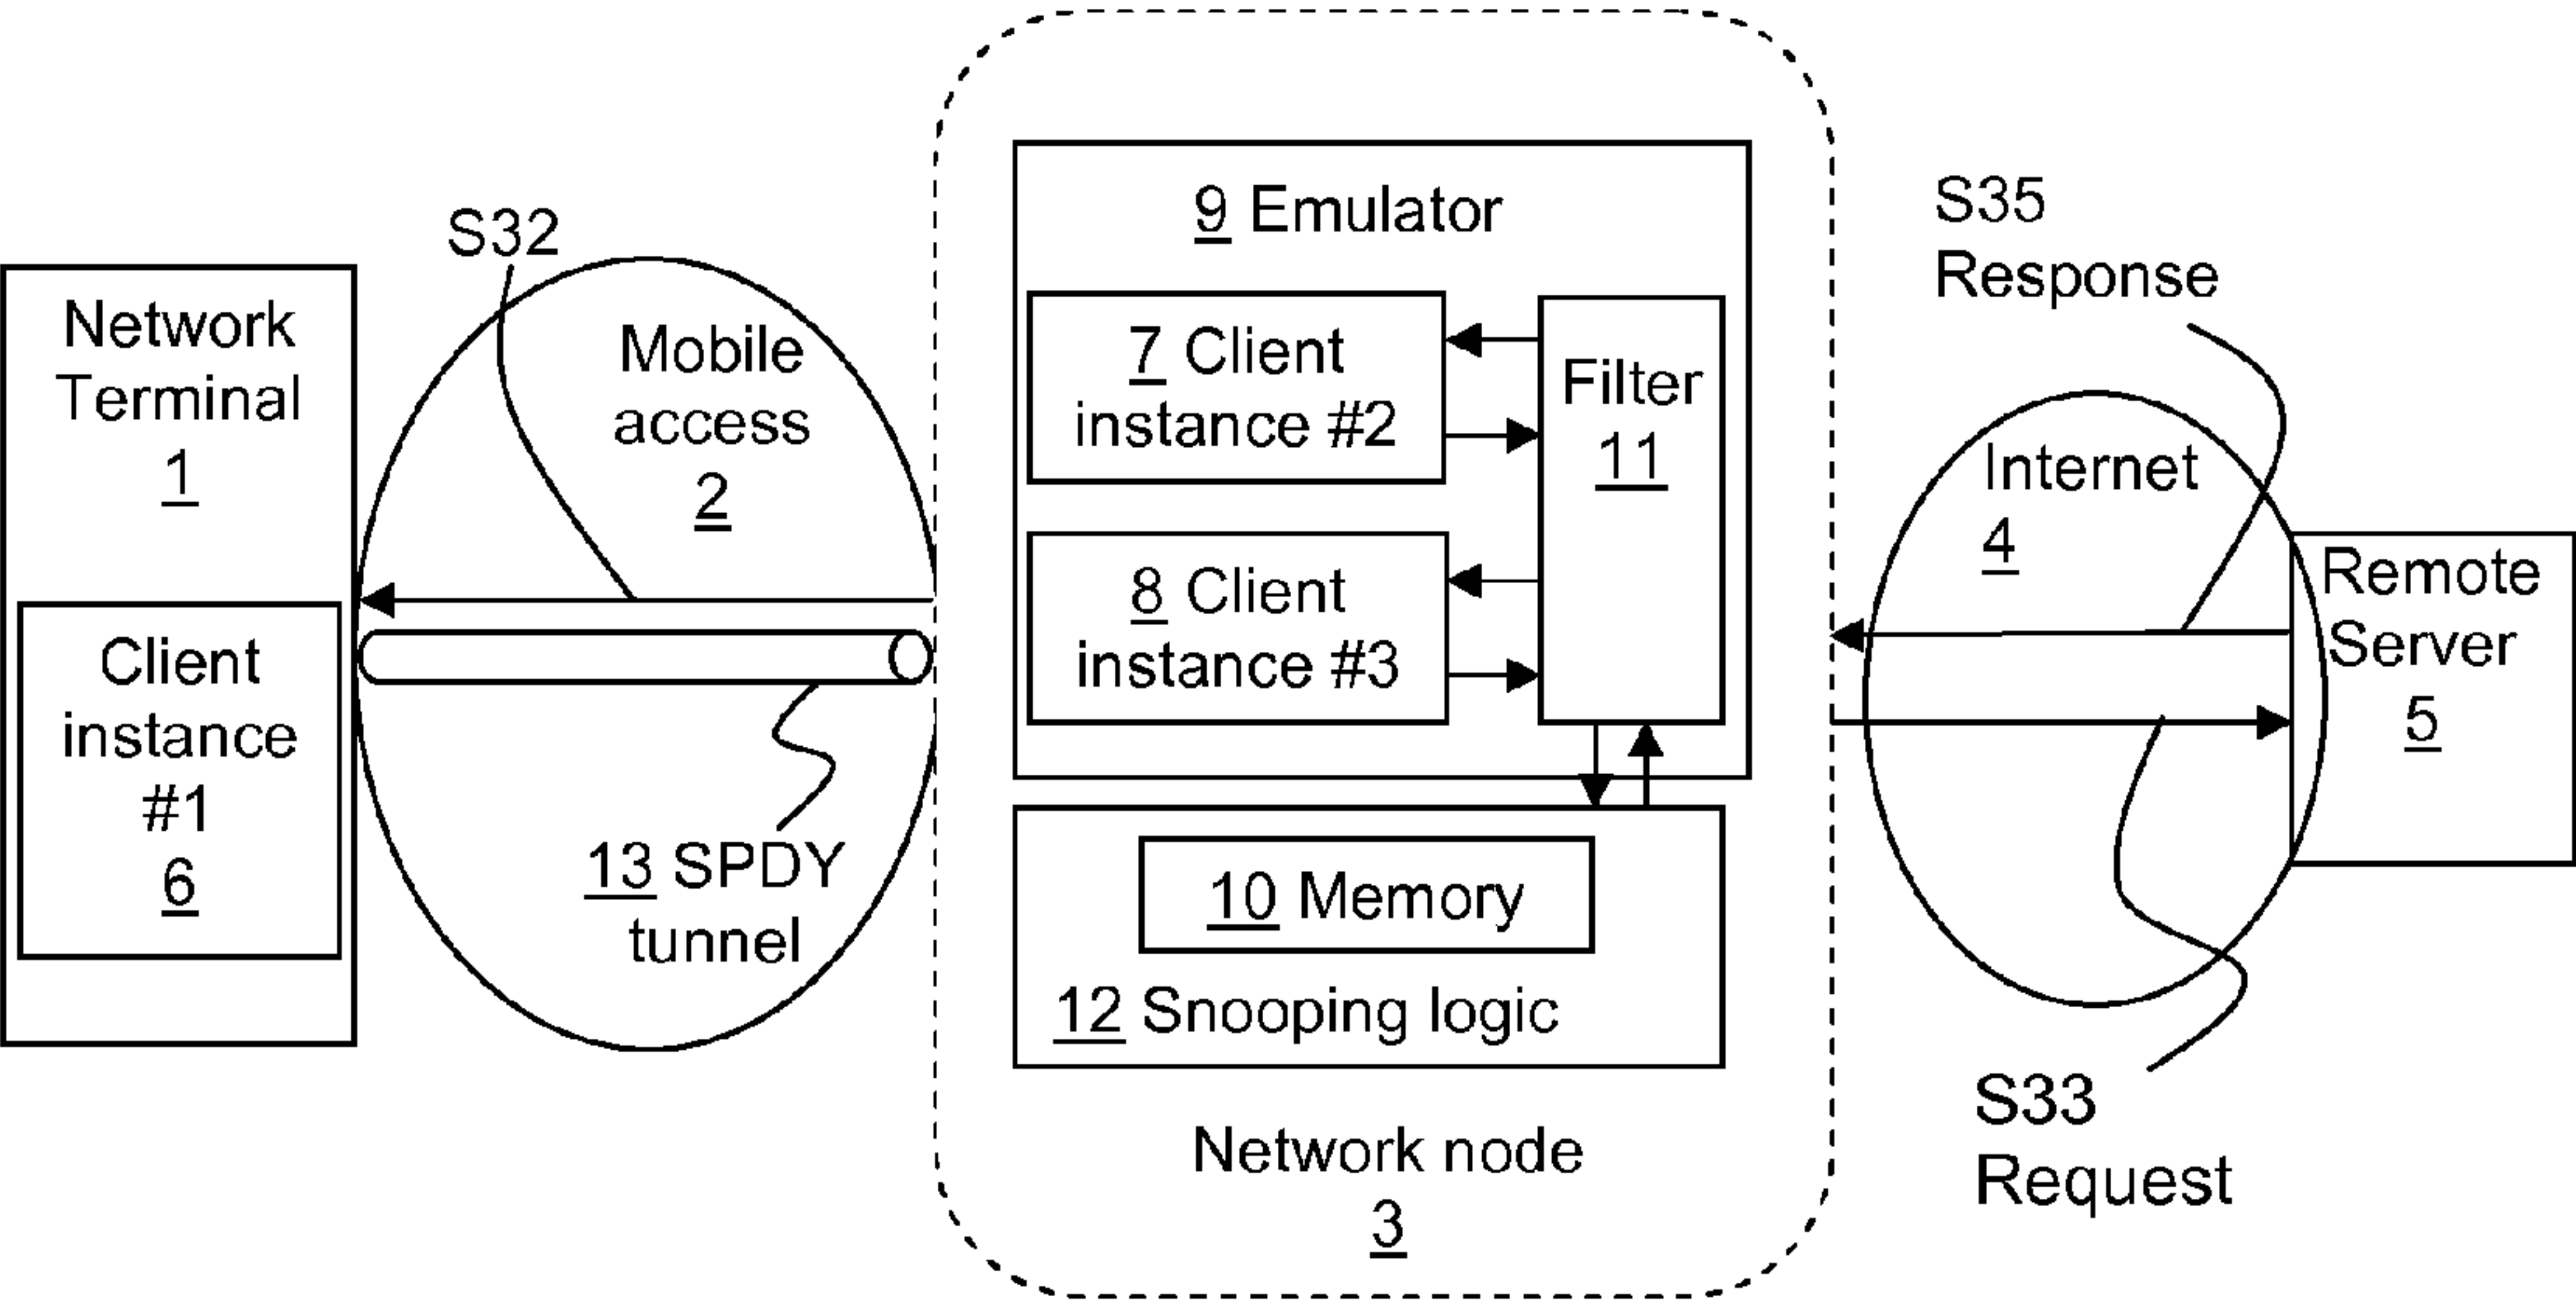 Network
Terminal
1
Client
instance
#1
6
S32
Mobile
access
2
13 SPDY
tunnel
9 Emulator
7 Client
instance #2
8 Client
instance #3
Filter
11
10 Memory
12 Snooping logic
Network node
3
S35
Response
Internet
4
Remote
Server
5
S33
Request